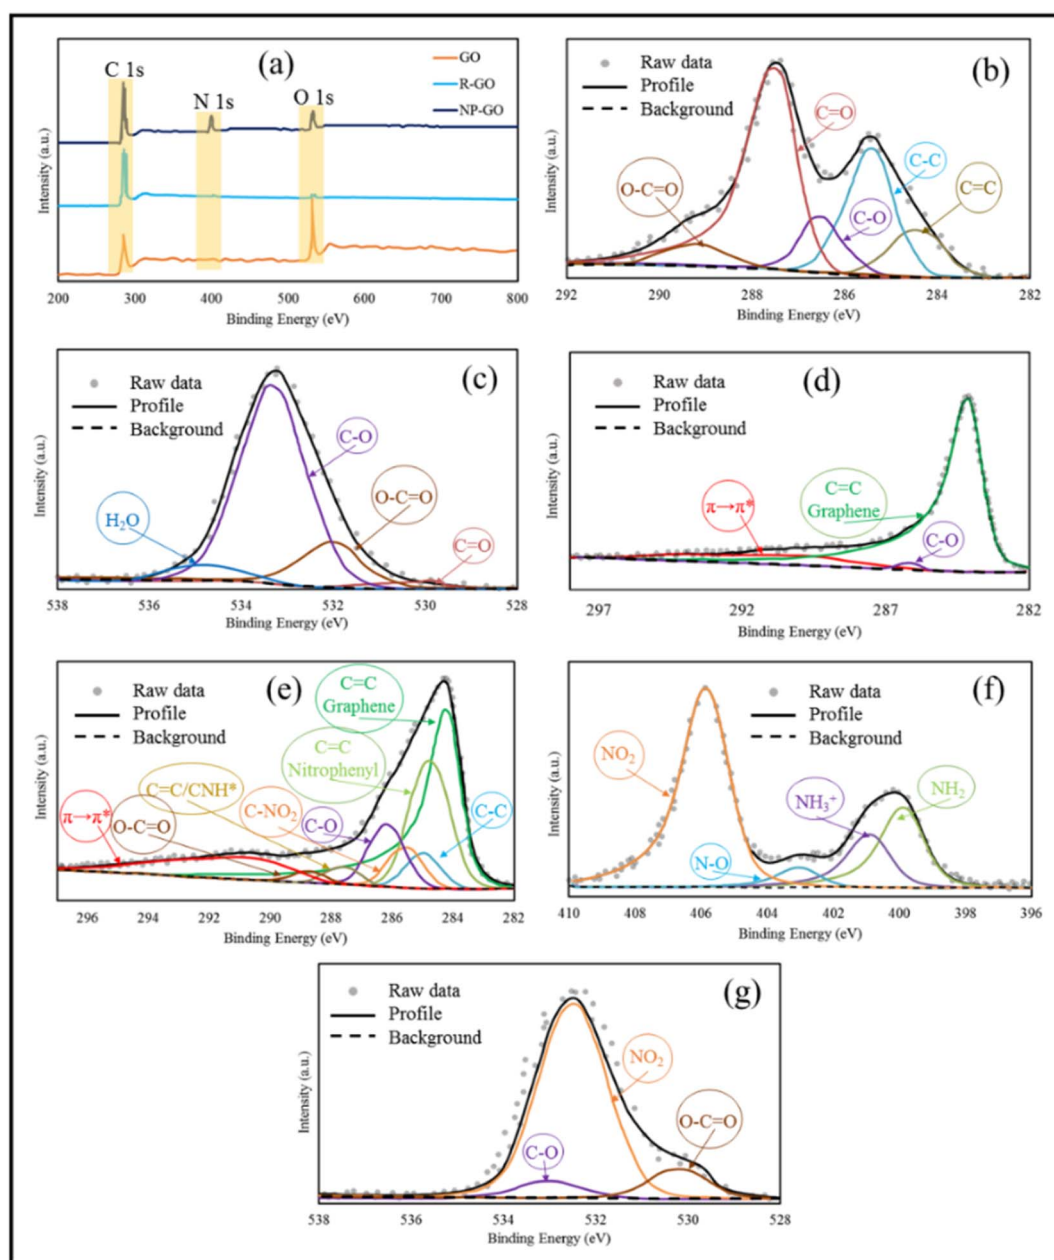 (a)
GO
R-GO
NP-GO
C 1s
N 1s
O 1s
Intensity (a.u.)
200 300 400 500 600 700 800
Binding Energy (eV)
(b)
Raw data
Profile
Background
C=O
O-C=O
C-O
C-C
C=C
Intensity (a.u.)
292 290 288 286 284 282
Binding Energy (eV)
(c)
Raw data
Profile
Background
C-O
O-C=O
H₂O
C=O
Intensity (a.u.)
538 536 534 532 530 528
Binding Energy (eV)
(d)
Raw data
Profile
Background
π→π*
C=C
Graphene
C-O
Intensity (a.u.)
297 292 287 282
Binding Energy (eV)
(e)
Raw data
Profile
Background
C=C
Graphene
C=C
Nitrophenyl
C=C/CNH*
π→π*
O-C=O
C-NO₂
C-O
C-C
Intensity (a.u.)
296 294 292 290 288 286 284 282
Binding Energy (eV)
(f)
Raw data
Profile
Background
NO₂
N-O
NH₃⁺
NH₂
Intensity (a.u.)
410 408 406 404 402 400 398 396
Binding Energy (eV)
(g)
Raw data
Profile
Background
NO₂
C-O
O-C=O
Intensity (a.u.)
538 536 534 532 530 528
Binding Energy (eV)